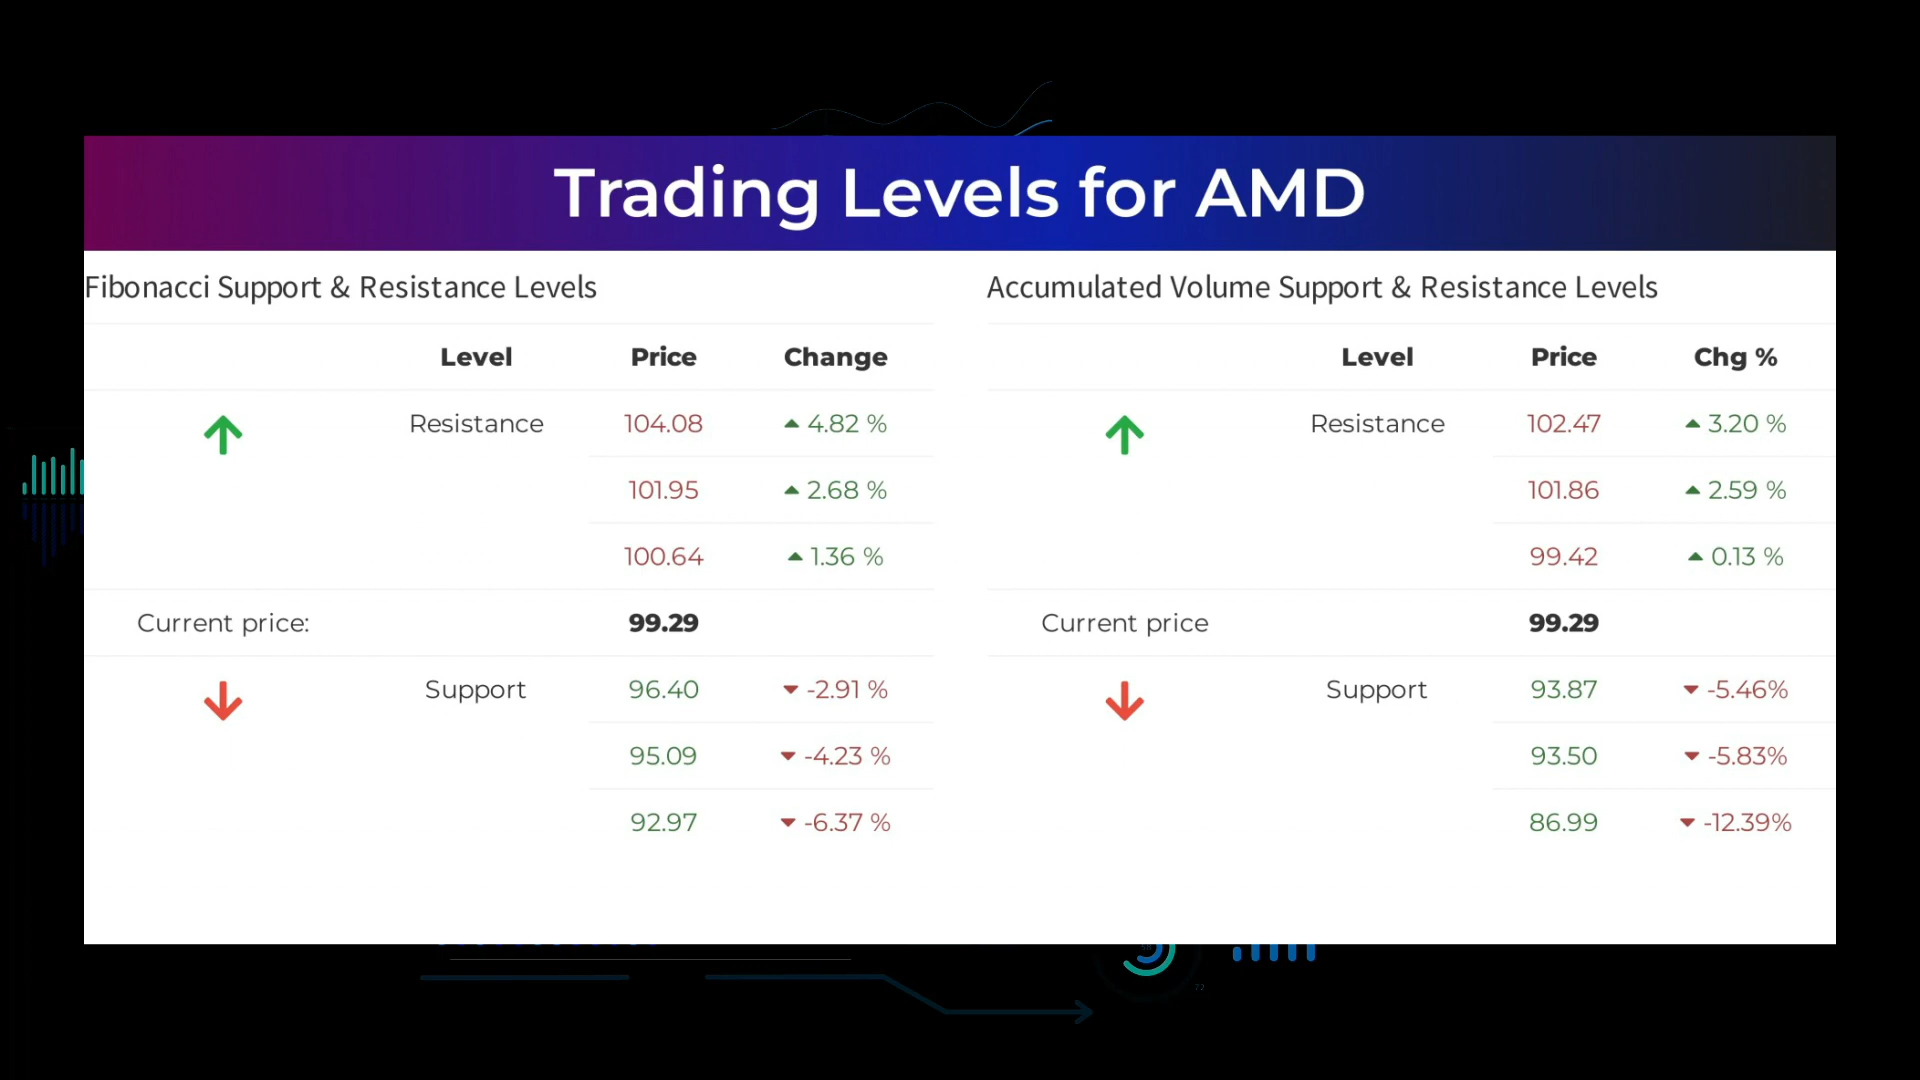 Trading Levels for AMD
Fibonacci Support & Resistance Levels
Level Price Change
Resistance 104.08 4.82 %
101.95 2.68 %
100.64 1.36 %
Current price: 99.29
Support 96.40 -2.91 %
95.09 -4.23 %
92.97 -6.37 %
Accumulated Volume Support & Resistance Levels
Level Price Chg %
Resistance 102.47 3.20 %
101.86 2.59 %
99.42 0.13 %
Current price 99.29
Support 93.87 -5.46%
93.50 -5.83%
86.99 -12.39%